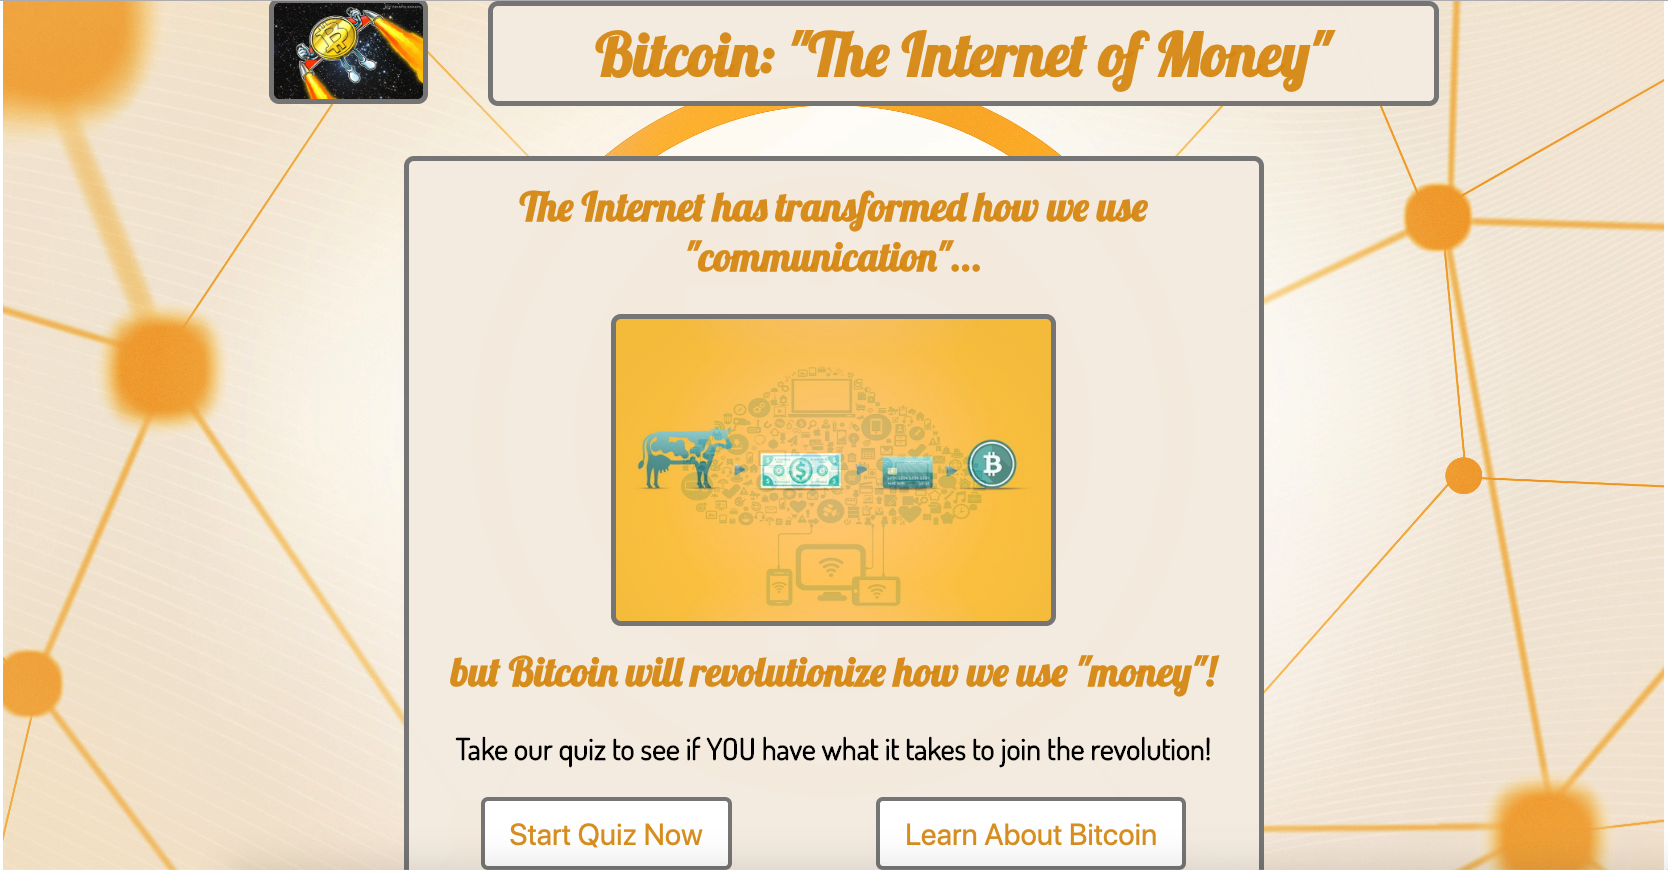 Bitcoin: "The Internet of Money"
The Internet has transformed how we use
"communication"...
but Bitcoin will revolutionize how we use "money"!
Take our quiz to see if YOU have what it takes to join the revolution!
Start Quiz Now
Learn About Bitcoin